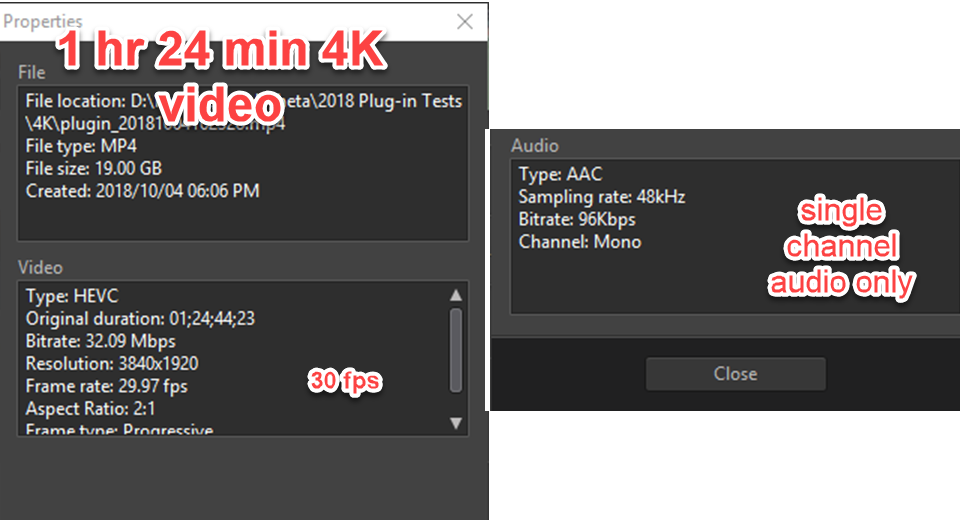 Properties
1 hr 24 min 4K
video
File
File location: D:\ eta\2018 Plug-in Tests
\4K\plugin_2018 .mp4
File type: MP4
File size: 19.00 GB
Created: 2018/10/04 06:06 PM
Video
Type: HEVC
Original duration: 01;24;44;23
Bitrate: 32.09 Mbps
Resolution: 3840x1920
Frame rate: 29.97 fps
30 fps
Aspect Ratio: 2:1
Frame type: Progressive
Audio
Type: AAC
Sampling rate: 48kHz
Bitrate: 96Kbps
Channel: Mono
single
channel
audio only
Close